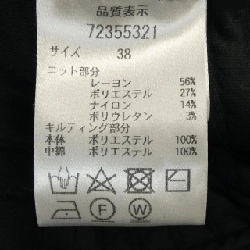 品質表示
72355321
サイズ 38
ニット部分
レーヨン 56%
ポリエステル 27%
ナイロン 14%
ポリウレタン 3%
キルティング部分
本体 ポリエステル 100%
中綿 ポリエステル 100%
F W